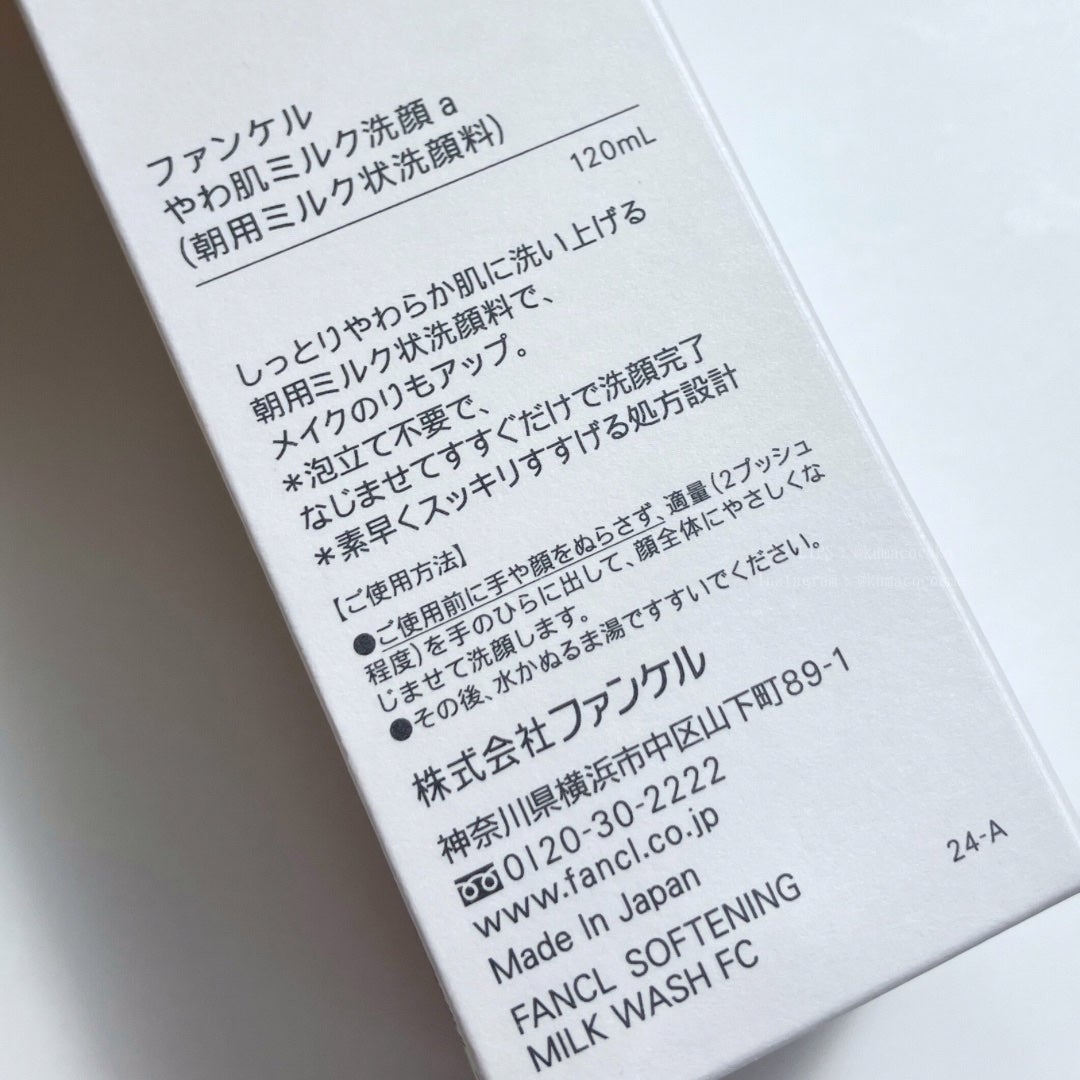 ファンケル
やわ肌ミルク洗顔 a
(朝用ミルク状洗顔料)
120mL
しっとりやわらか肌に洗い上げる
朝用ミルク状洗顔料で、
メイクのりもアップ。
*泡立て不要で、
なじませてすすぐだけで洗顔完了
*素早くスッキリすすげる処方設計
【ご使用方法】
●ご使用前に手や顔をぬらさず、適量(2プッシュ
程度)を手のひらに出して、顔全体にやさしくな
じませて洗顔します。
●その後、水かぬるま湯ですすいでください。
株式会社ファンケル
神奈川県横浜市中区山下町89-1
0120-30-2222
www.fancl.co.jp
Made In Japan
24-A
FANCL SOFTENING
MILK WASH FC